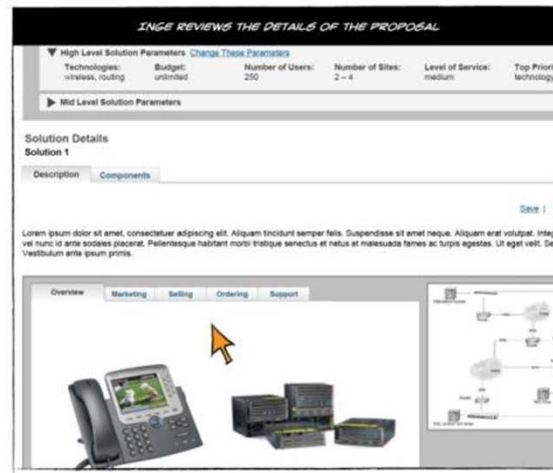 INGE REVIEWS THE DETAILS OF THE PROPOSAL
High Level Solution Parameters Change These Parameters
Technologies: Budget: Number of Users: Number of Sites: Level of Service: Top Priori
wireless, routing unlimited 250 2 – 4 medium technology
Mid Level Solution Parameters
Solution Details
Solution 1
Description Components
Save |
Lorem ipsum dolor sit amet, consectetuer adipiscing elit. Aliquam tincidunt semper felis. Suspendisse sit amet neque. Aliquam erat volutpat. Integ
vel nunc id ante sodales placerat. Pellentesque habitant morbi tristique senectus et netus et malesuada fames ac turpis egestas. Ut eget velit. Se
Vestibulum ante ipsum primis.
Overview Marketing Selling Ordering Support